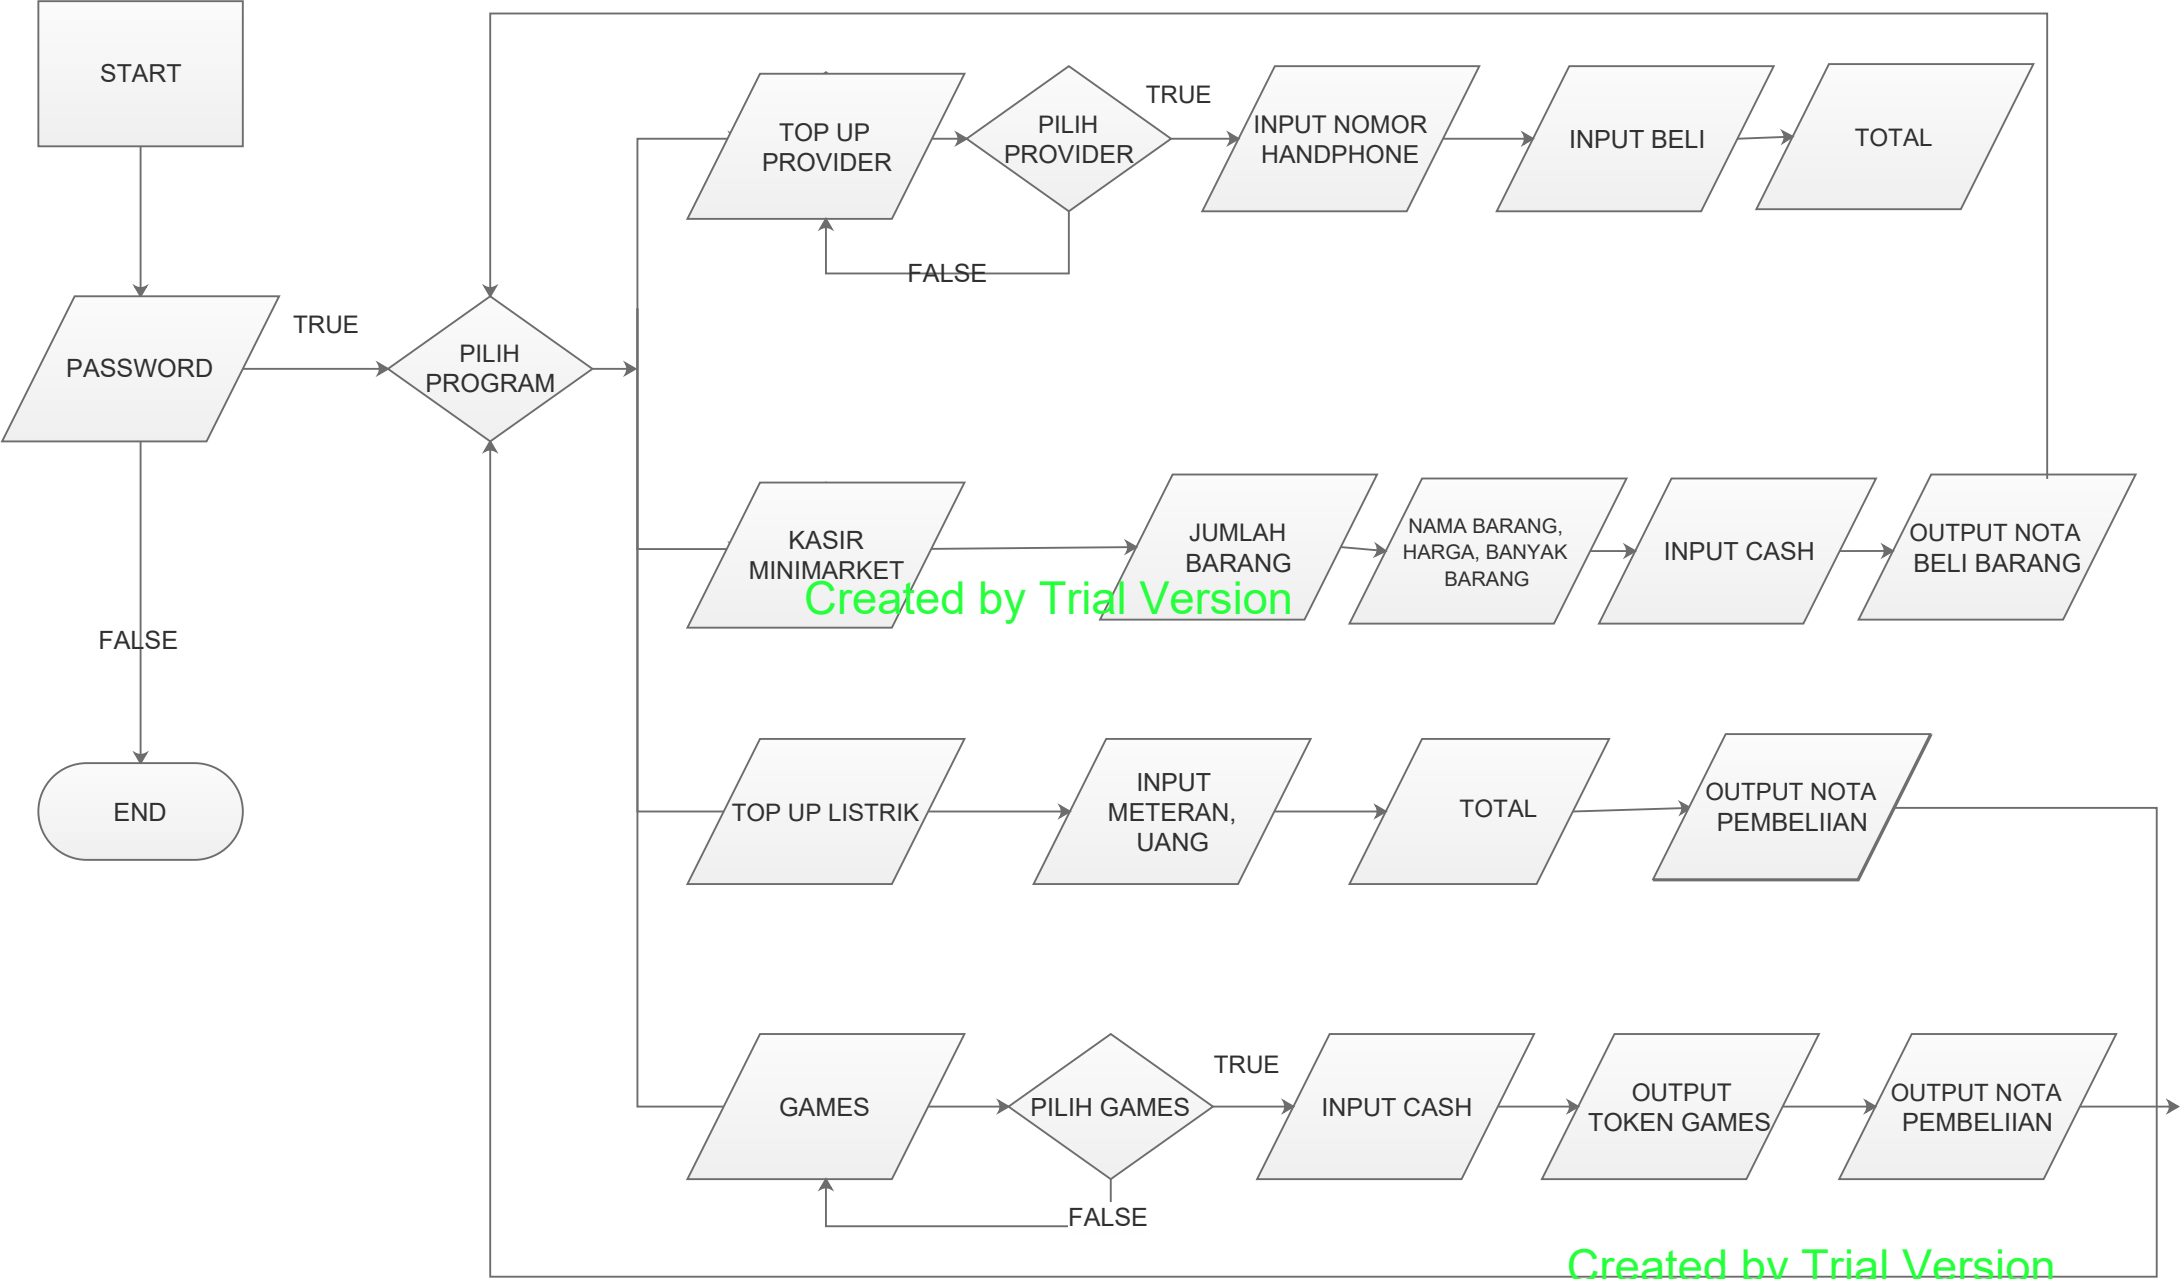 START
TOP UP
PROVIDER
PILIH
PROVIDER
TRUE
INPUT NOMOR
HANDPHONE
INPUT BELI
TOTAL
FALSE
PASSWORD
TRUE
PILIH
PROGRAM
KASIR
MINIMARKET
JUMLAH
BARANG
NAMA BARANG,
HARGA, BANYAK
BARANG
INPUT CASH
OUTPUT NOTA
BELI BARANG
Created by Trial Version
FALSE
END
TOP UP LISTRIK
INPUT
METERAN,
UANG
TOTAL
OUTPUT NOTA
PEMBELIIAN
GAMES
PILIH GAMES
TRUE
INPUT CASH
OUTPUT
TOKEN GAMES
OUTPUT NOTA
PEMBELIIAN
FALSE
Created by Trial Version